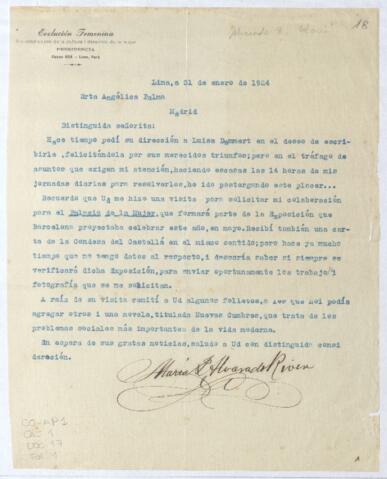 Evolución Femenina
PRESIDENCIA
Lima, Perú
18
Lima, a 31 de enero de 1924
Srta Angélica Palma
Madrid
Distinguida señorita:
Hace tiempo pedí su dirección a Luisa Dammert en el deseo de escri-
birle ,felicitándola por sus merecidos triunfos; pero en el tráfago de
asuntos que exigen mi atención, haciendo escasas las 14 horas de mis
jornadas diarias para resolverlos, he ido postergando este placer...
Recuerdo que Ud me hizo una visita para solicitar mi colaboración
para el Palacio de la Mujer, que formará parte de la Exposición que
Barcelona proyectaba celebrar este año, en mayo. Recibí también una car-
ta de la Condesa del Castellá en el mismo sentido; pero hace ya mucho
tiempo que no tengo datos al respecto, i desearía saber si siempre se
verificará dicha Exposición, para enviar oportunamente los trabajos i
fotografía que se me solicitan.
A raíz de su visita remití a Ud algunos folletos, a los que hoi podía
agregar otros i una novela, titulada Nuevas Cumbres, que trata de los
problemas sociales más importantes de la vida moderna.
En espera de sus gratas noticias, saludo a Ud con distinguida consi
deración.
María J. Alvarado Rivera
CO-AP1